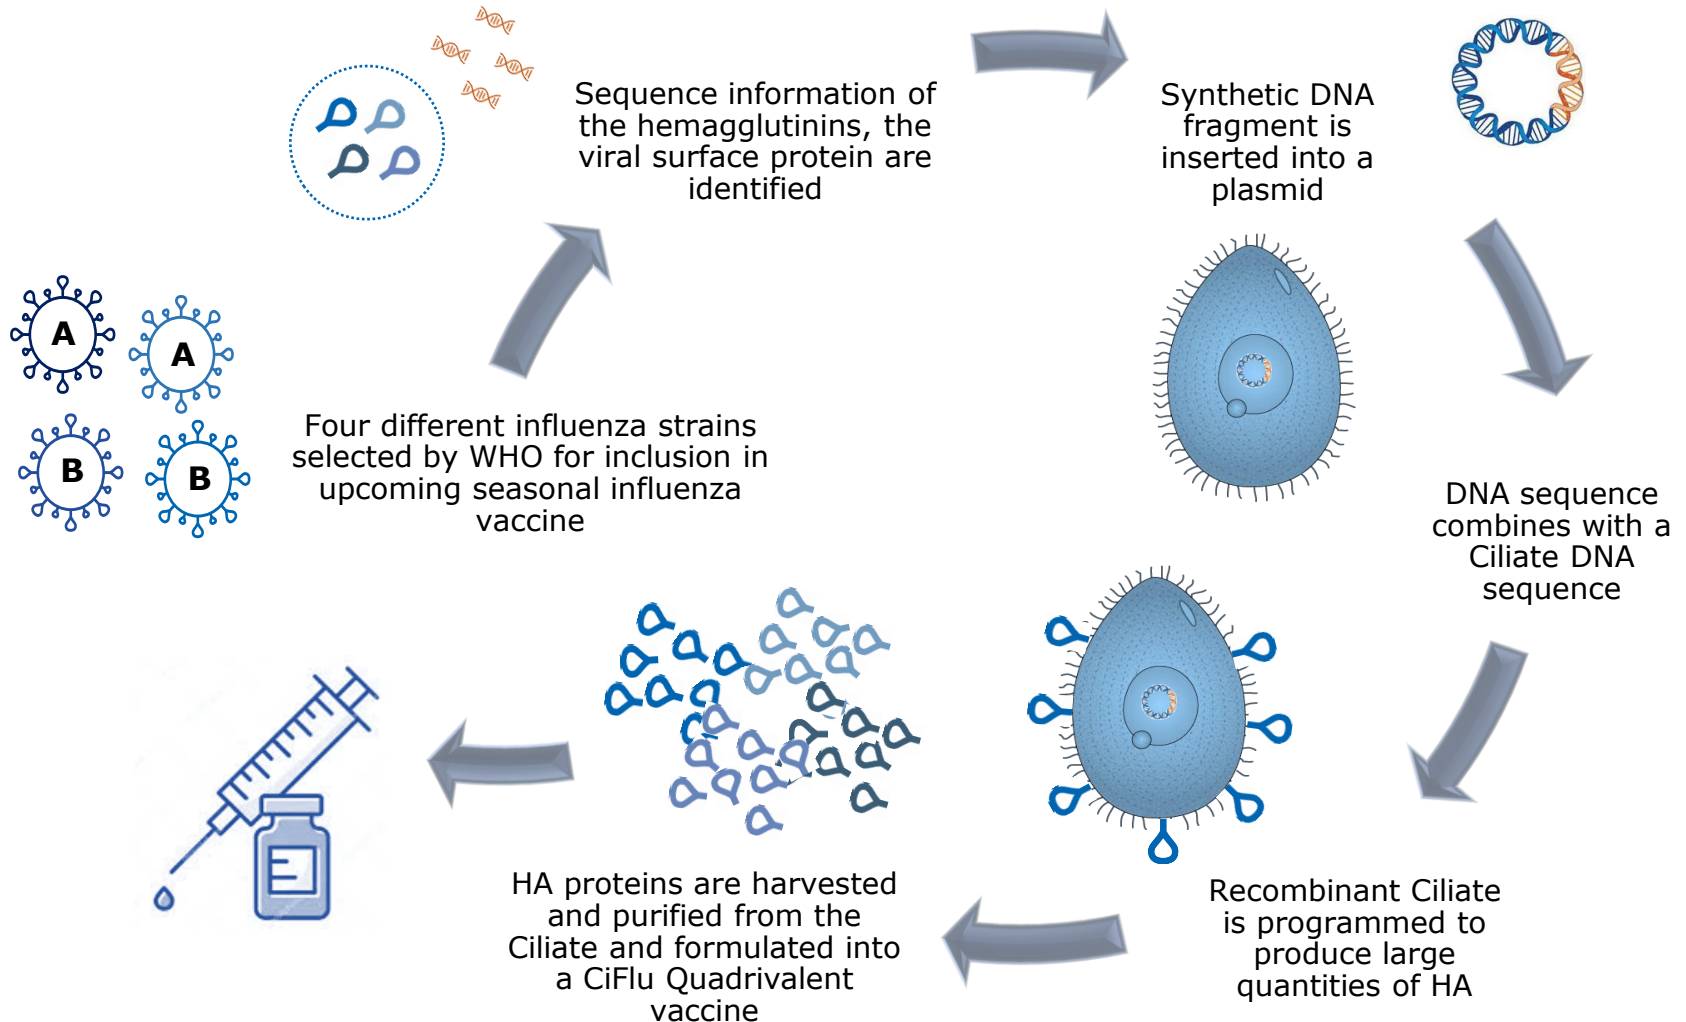 A
A
B
B
Four different influenza strains
selected by WHO for inclusion in
upcoming seasonal influenza
vaccine
Sequence information of
the hemagglutinins, the
viral surface protein are
identified
Synthetic DNA
fragment is
inserted into a
plasmid
DNA sequence
combines with a
Ciliate DNA
sequence
Recombinant Ciliate
is programmed to
produce large
quantities of HA
HA proteins are harvested
and purified from the
Ciliate and formulated into
a CiFlu Quadrivalent
vaccine